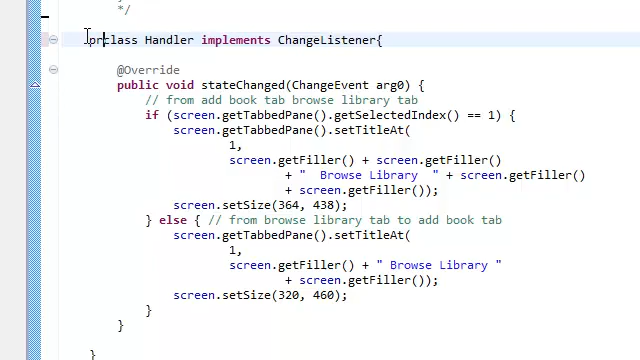 */
prclass Handler implements ChangeListener{
@Override
public void stateChanged(ChangeEvent arg0) {
// from add book tab browse library tab
if (screen.getTabbedPane().getSelectedIndex() == 1) {
screen.getTabbedPane().setTitleAt(
1,
screen.getFiller() + screen.getFiller()
+ "  Browse Library  " + screen.getFiller()
+ screen.getFiller());
screen.setSize(364, 438);
} else { // from browse library tab to add book tab
screen.getTabbedPane().setTitleAt(
1,
screen.getFiller() + " Browse Library "
+ screen.getFiller());
screen.setSize(320, 460);
}
}
}